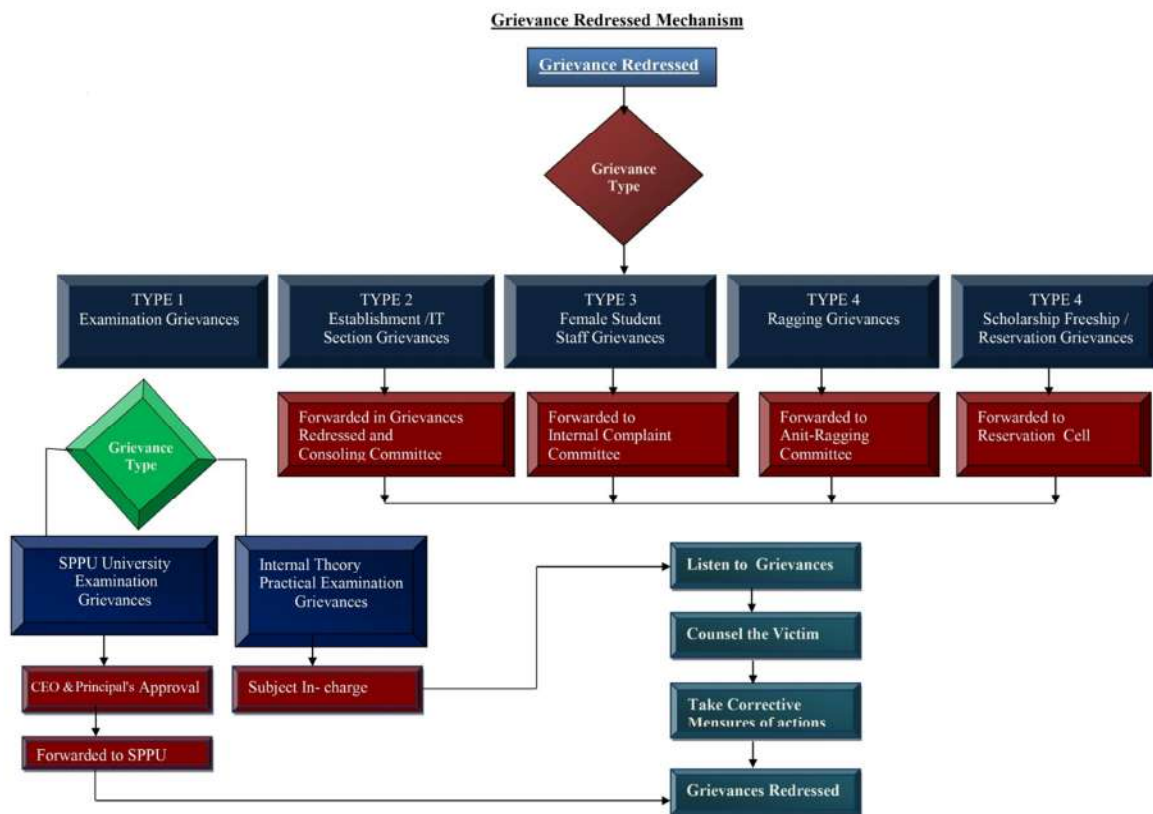 Grievance Redressed Mechanism
Grievance Redressed
Grievance
Type
TYPE 1
Examination Grievances
TYPE 2
Establishment /IT
Section Grievances
TYPE 3
Female Student
Staff Grievances
TYPE 4
Ragging Grievances
TYPE 4
Scholarship Freeship /
Reservation Grievances
Forwarded in Grievances
Redressed and
Consoling Committee
Forwarded to
Internal Complaint
Committee
Forwarded to
Anit-Ragging
Committee
Forwarded to
Reservation Cell
Grievance
Type
SPPU University
Examination
Grievances
Internal Theory
Practical Examination
Grievances
CEO & Principal's Approval
Subject In- charge
Forwarded to SPPU
Listen to Grievances
Counsel the Victim
Take Corrective
Mensures of actions
Grievances Redressed